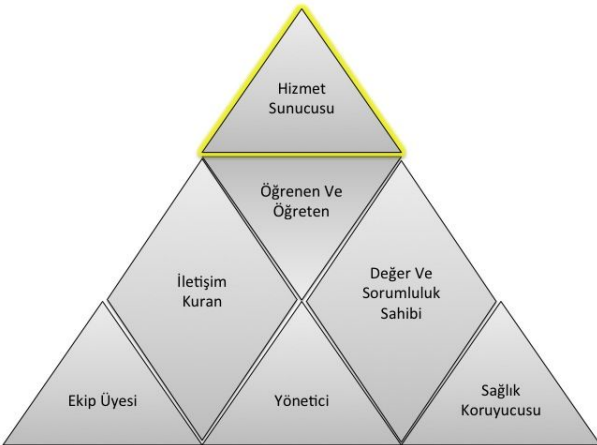 Hizmet
Sunucusu
Öğrenen Ve
Öğreten
İletişim
Kuran
Değer Ve
Sorumluluk
Sahibi
Ekip Üyesi
Yönetici
Sağlık
Koruyucusu